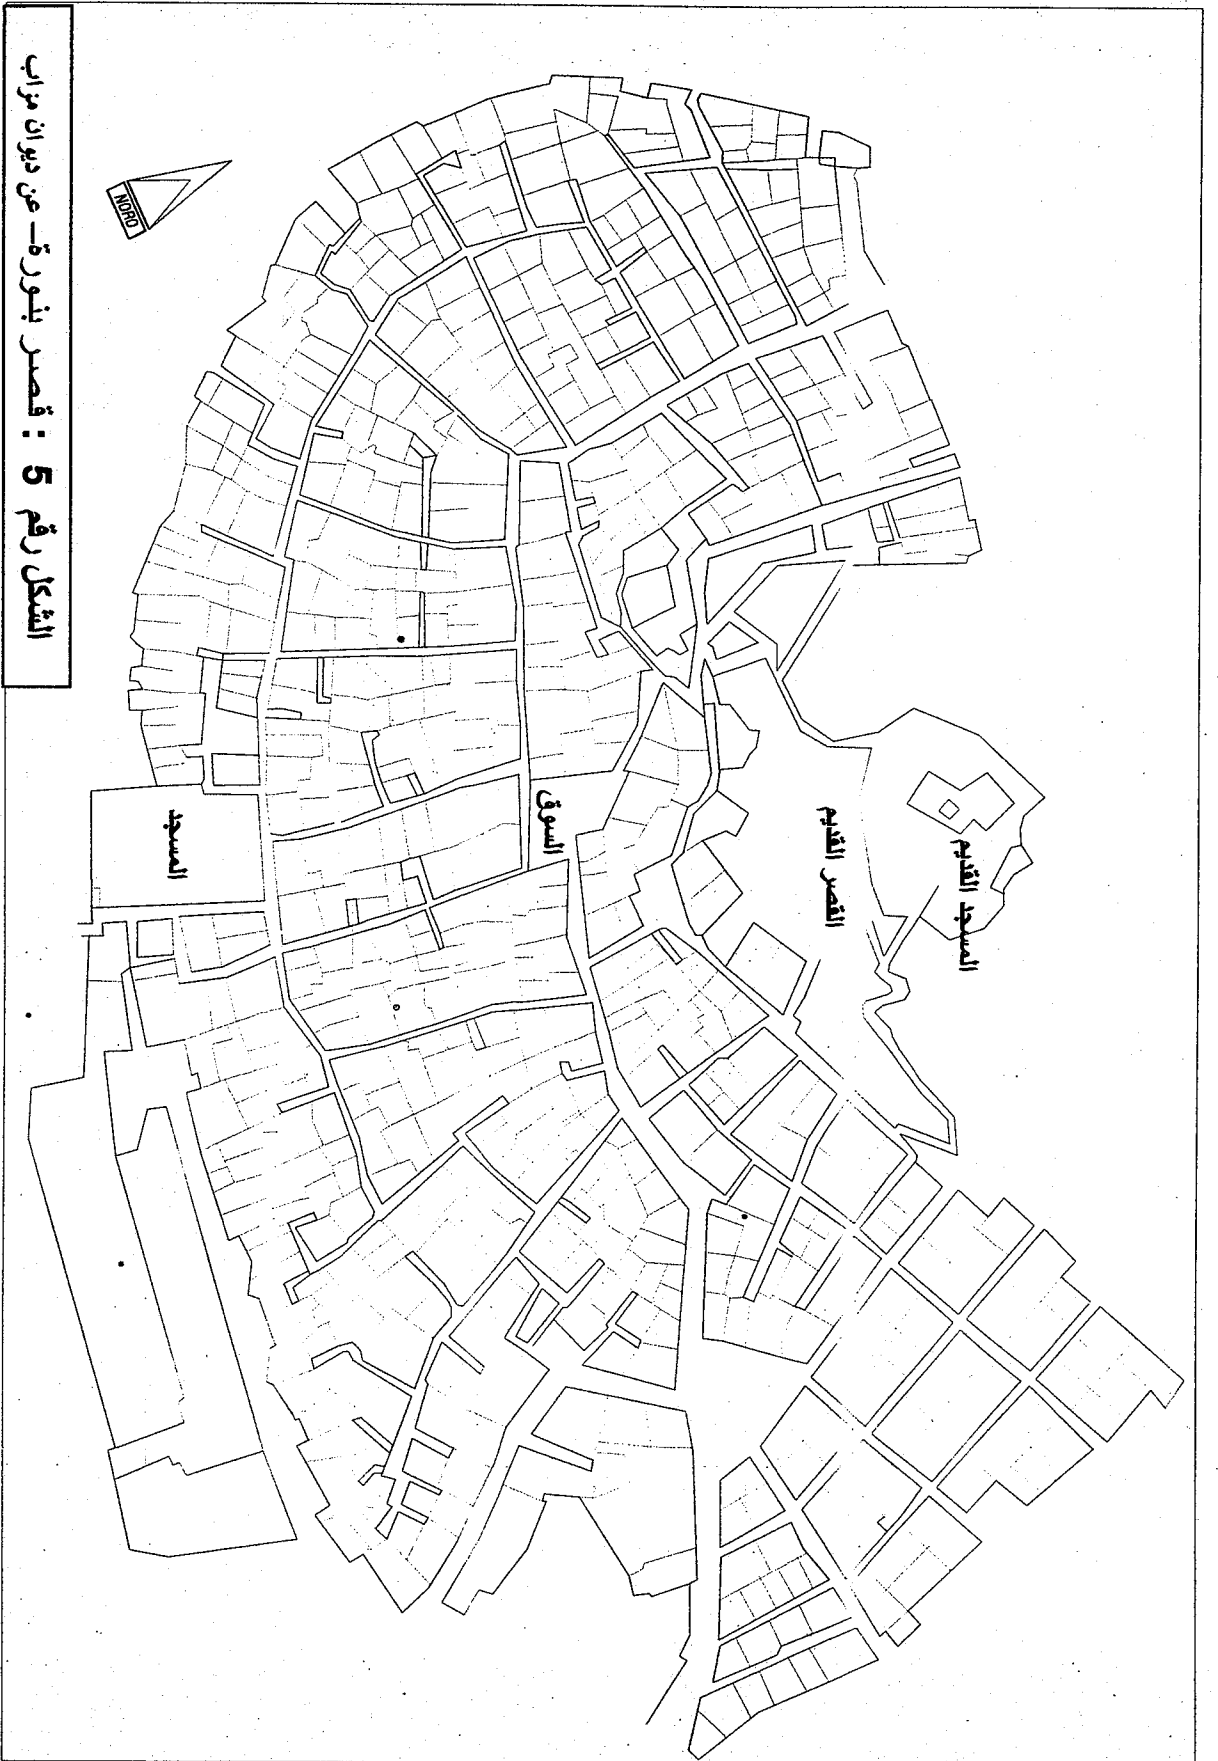 المسجد القديم
القصر القديم
السوق
المسجد
NORD
الشكل رقم 5 : قصر بنورة - عن ديوان مزاب